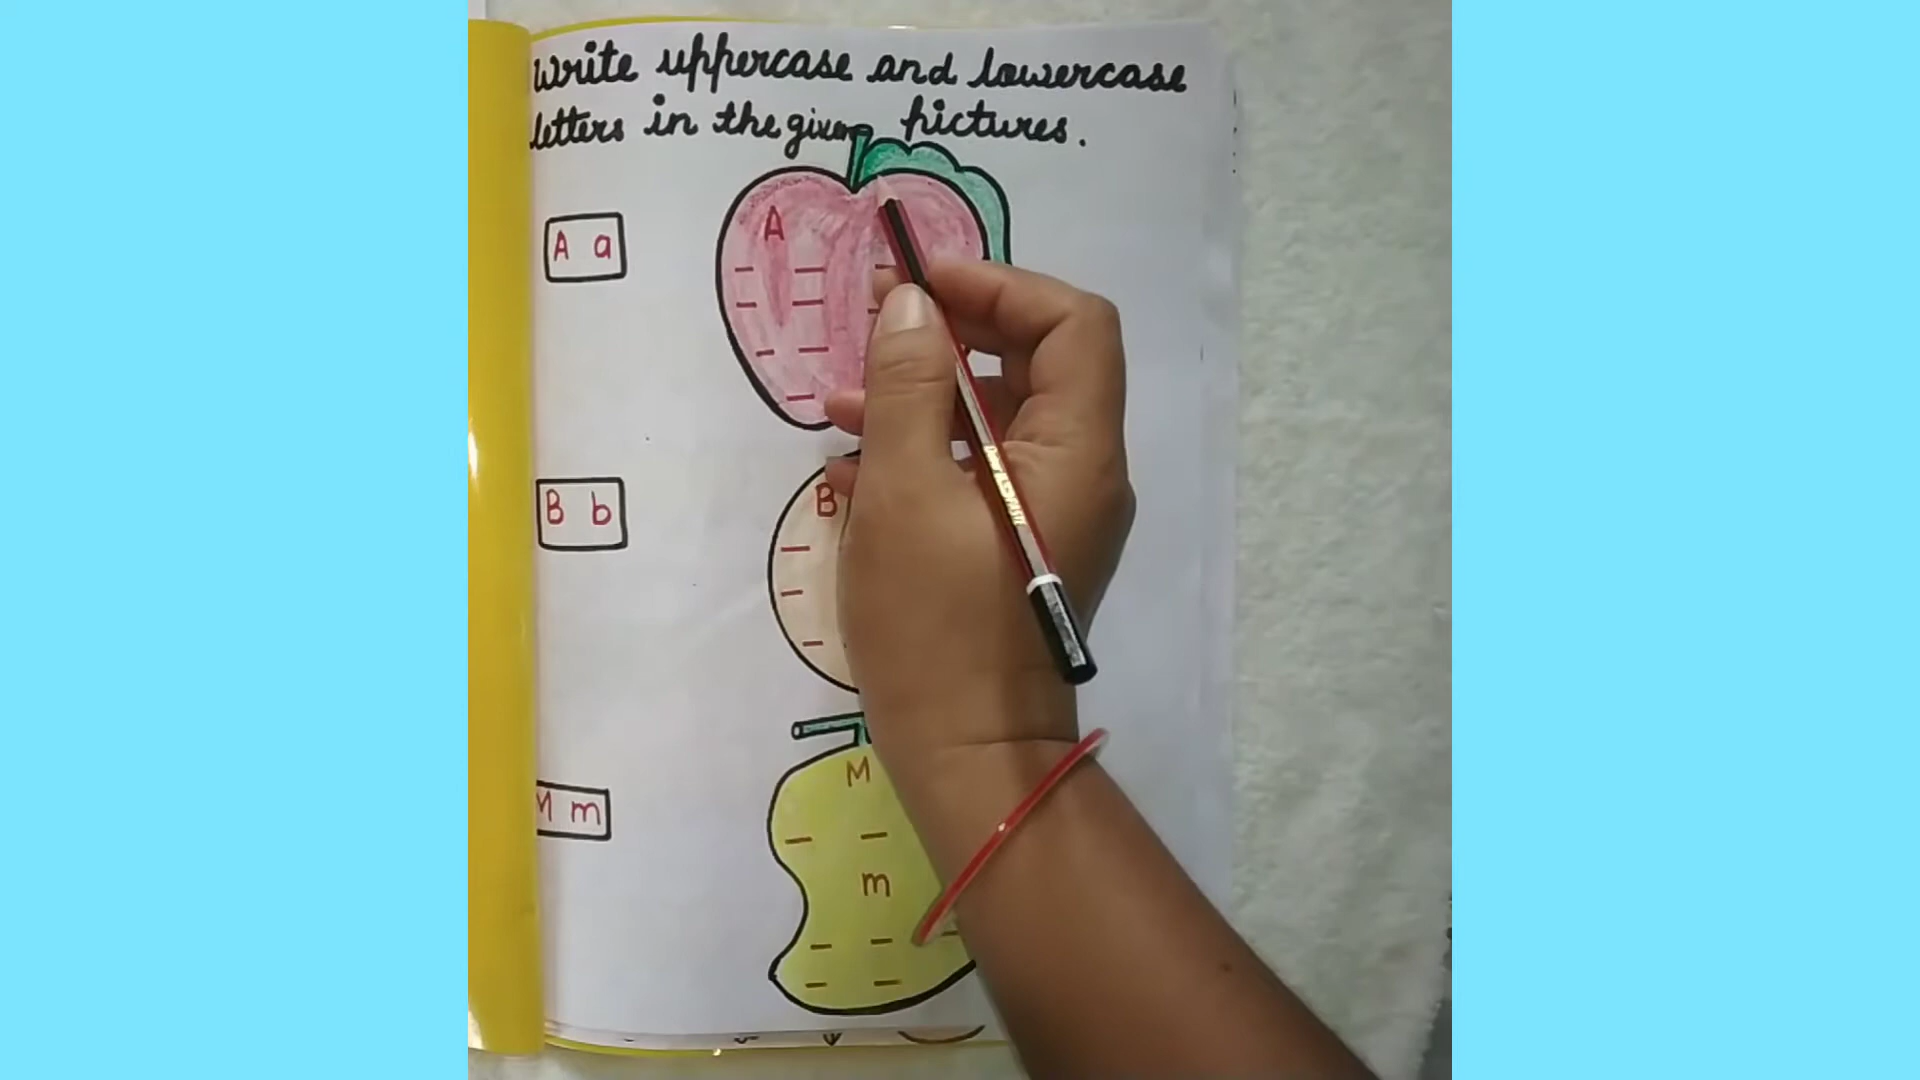 Write uppercase and lowercase
letters in the given pictures.
A a
A
B b
B
M m
M
m